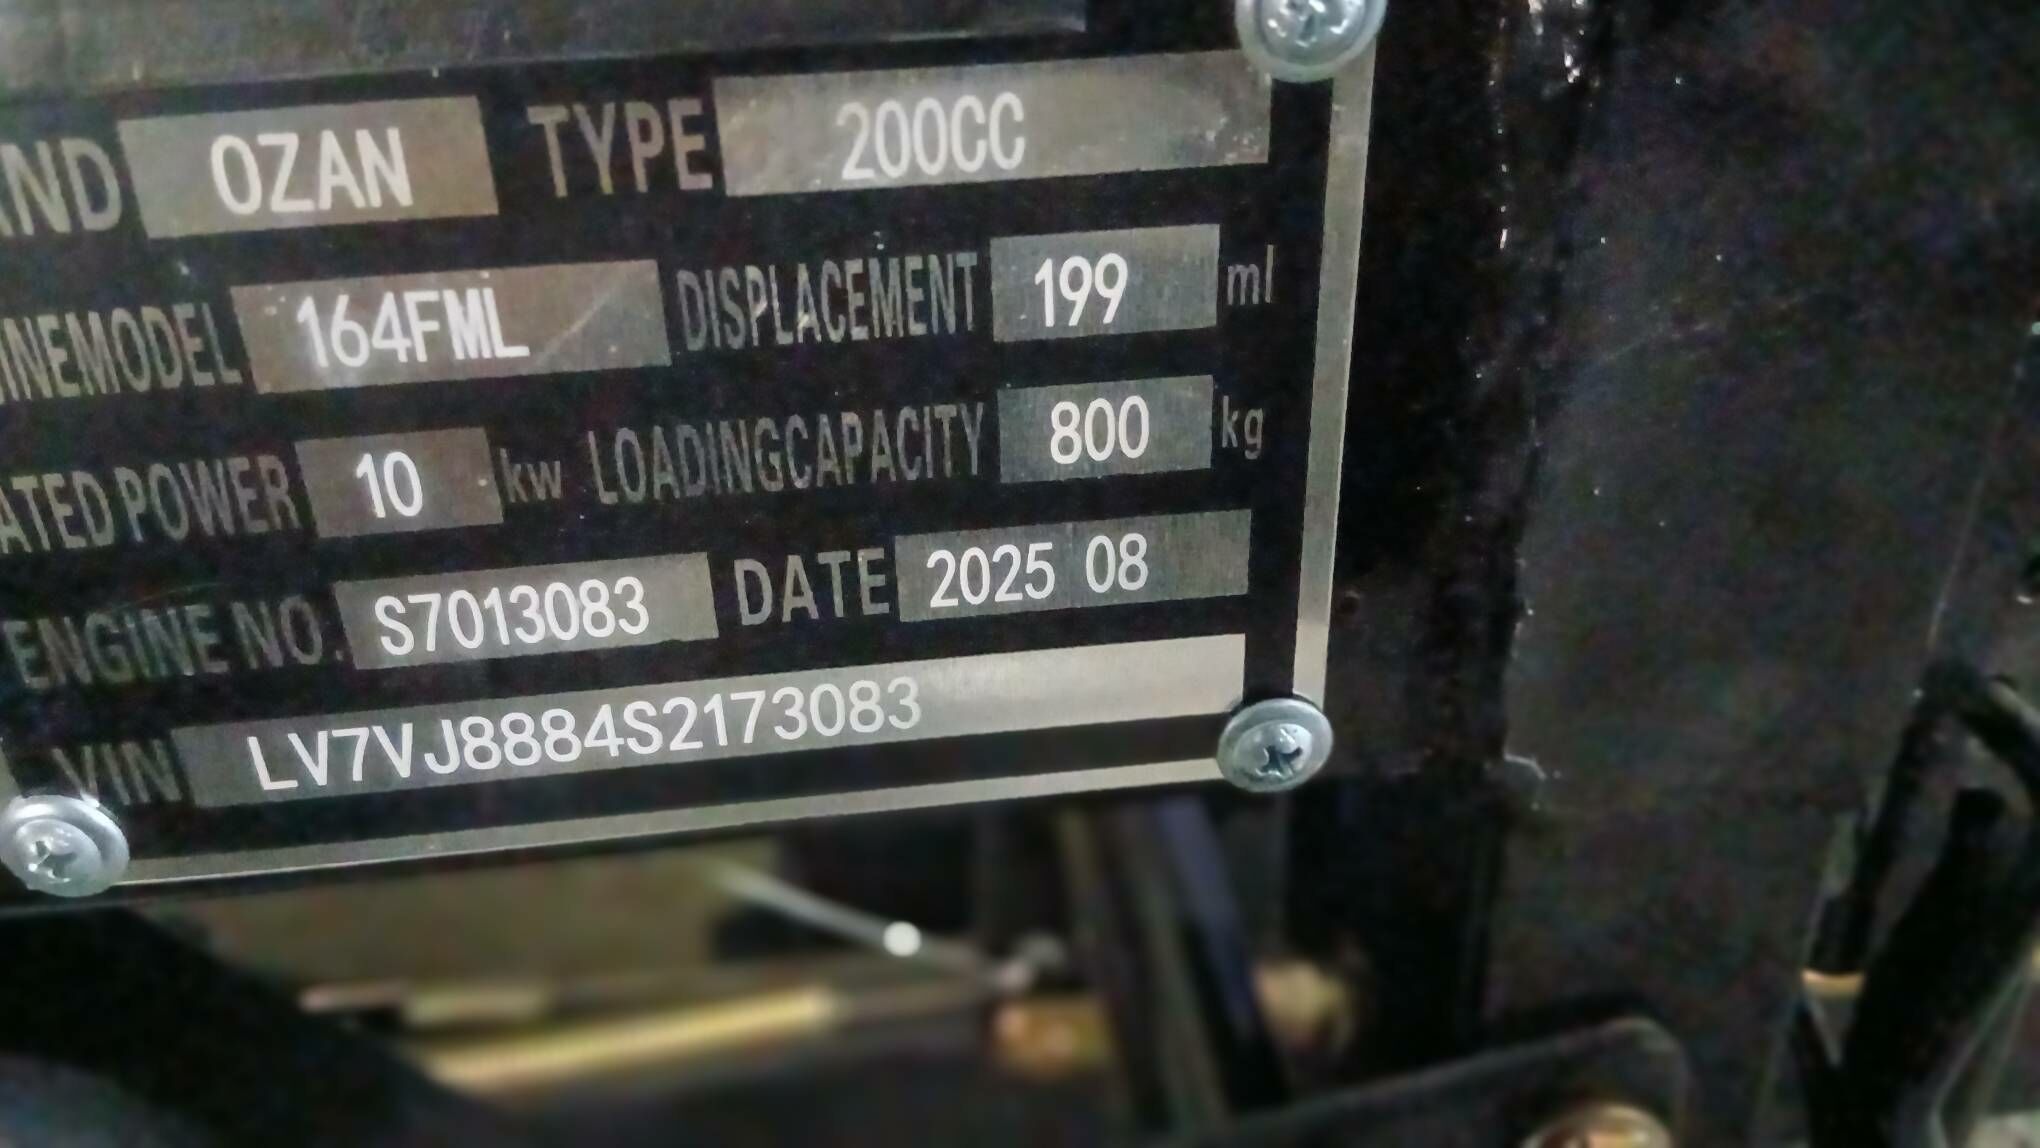 AND OZAN TYPE 200CC
INEMODEL 164FML DISPLACEMENT 199 ml
ATED POWER 10 kw LOADINGCAPACITY 800 kg
ENGINE NO. S7013083 DATE 2025 08
VIN LV7VJ8884S2173083